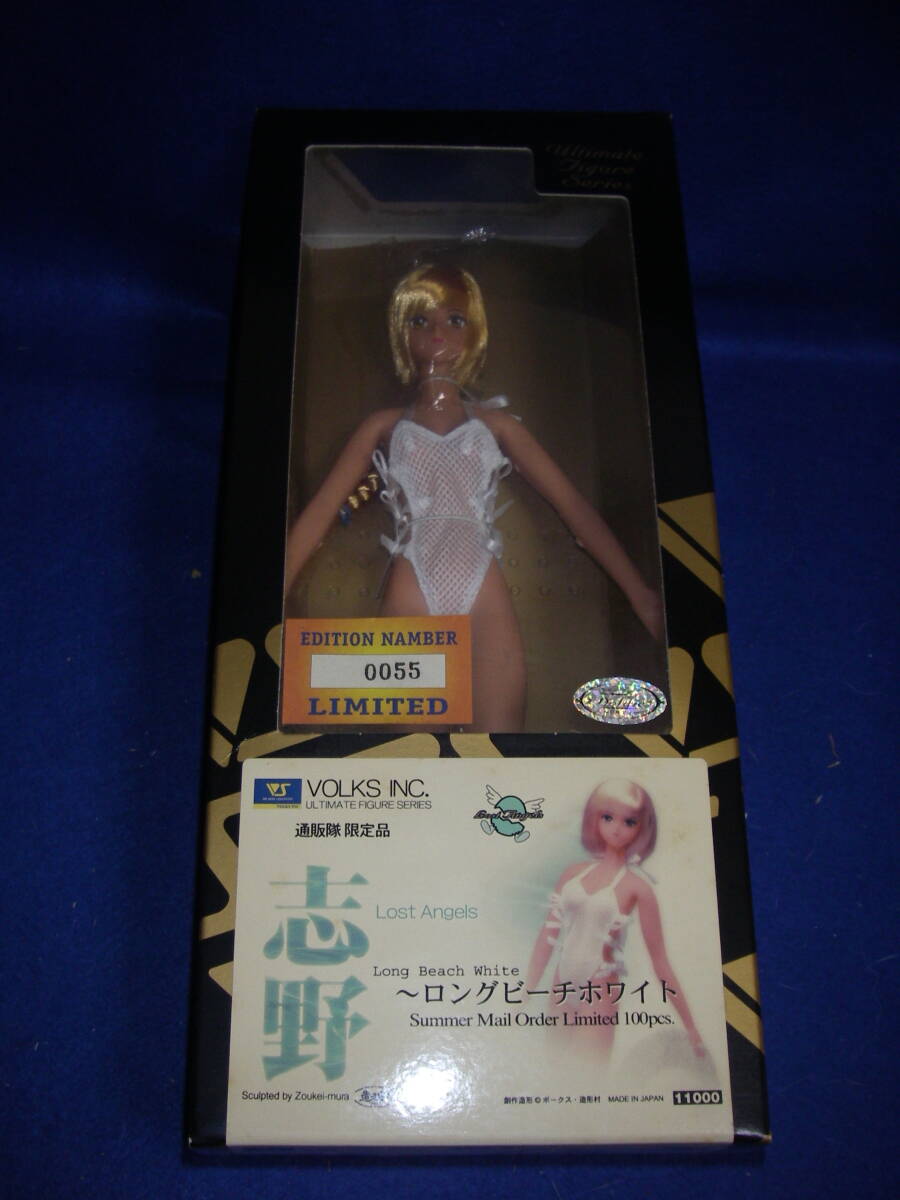 Ultimate
Figure
Series
EDITION NAMBER
0055
LIMITED
VS
VOLKS INC.
ULTIMATE FIGURE SERIES
通販隊 限定品
Lost Angels
志野
Lost Angels
Long Beach White
～ロングビーチホワイト
Summer Mail Order Limited 100pcs.
Sculpted by Zoukei-mura
創作造形©ボークス・造形村 MADE IN JAPAN 11000